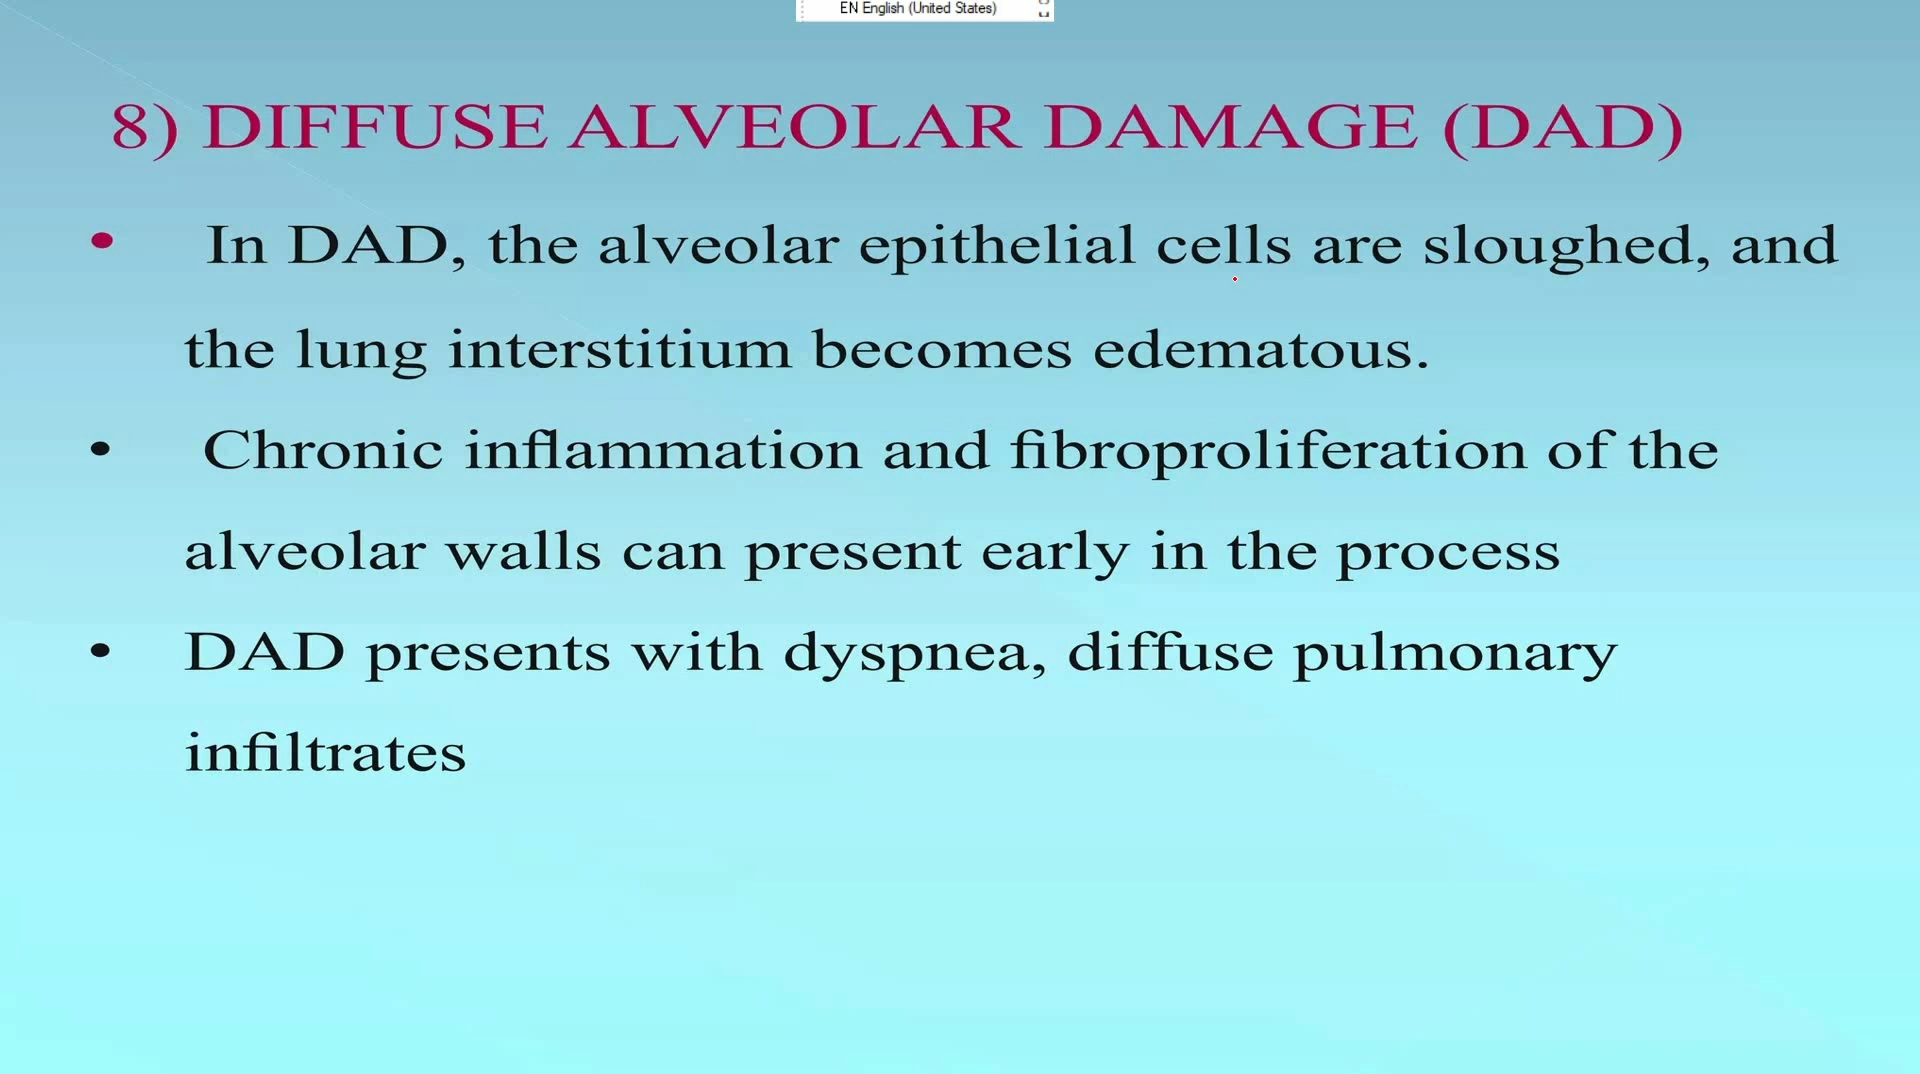 EN English (United States)
8) DIFFUSE ALVEOLAR DAMAGE (DAD)
• In DAD, the alveolar epithelial cells are sloughed, and
the lung interstitium becomes edematous.
• Chronic inflammation and fibroproliferation of the
alveolar walls can present early in the process
• DAD presents with dyspnea, diffuse pulmonary
infiltrates